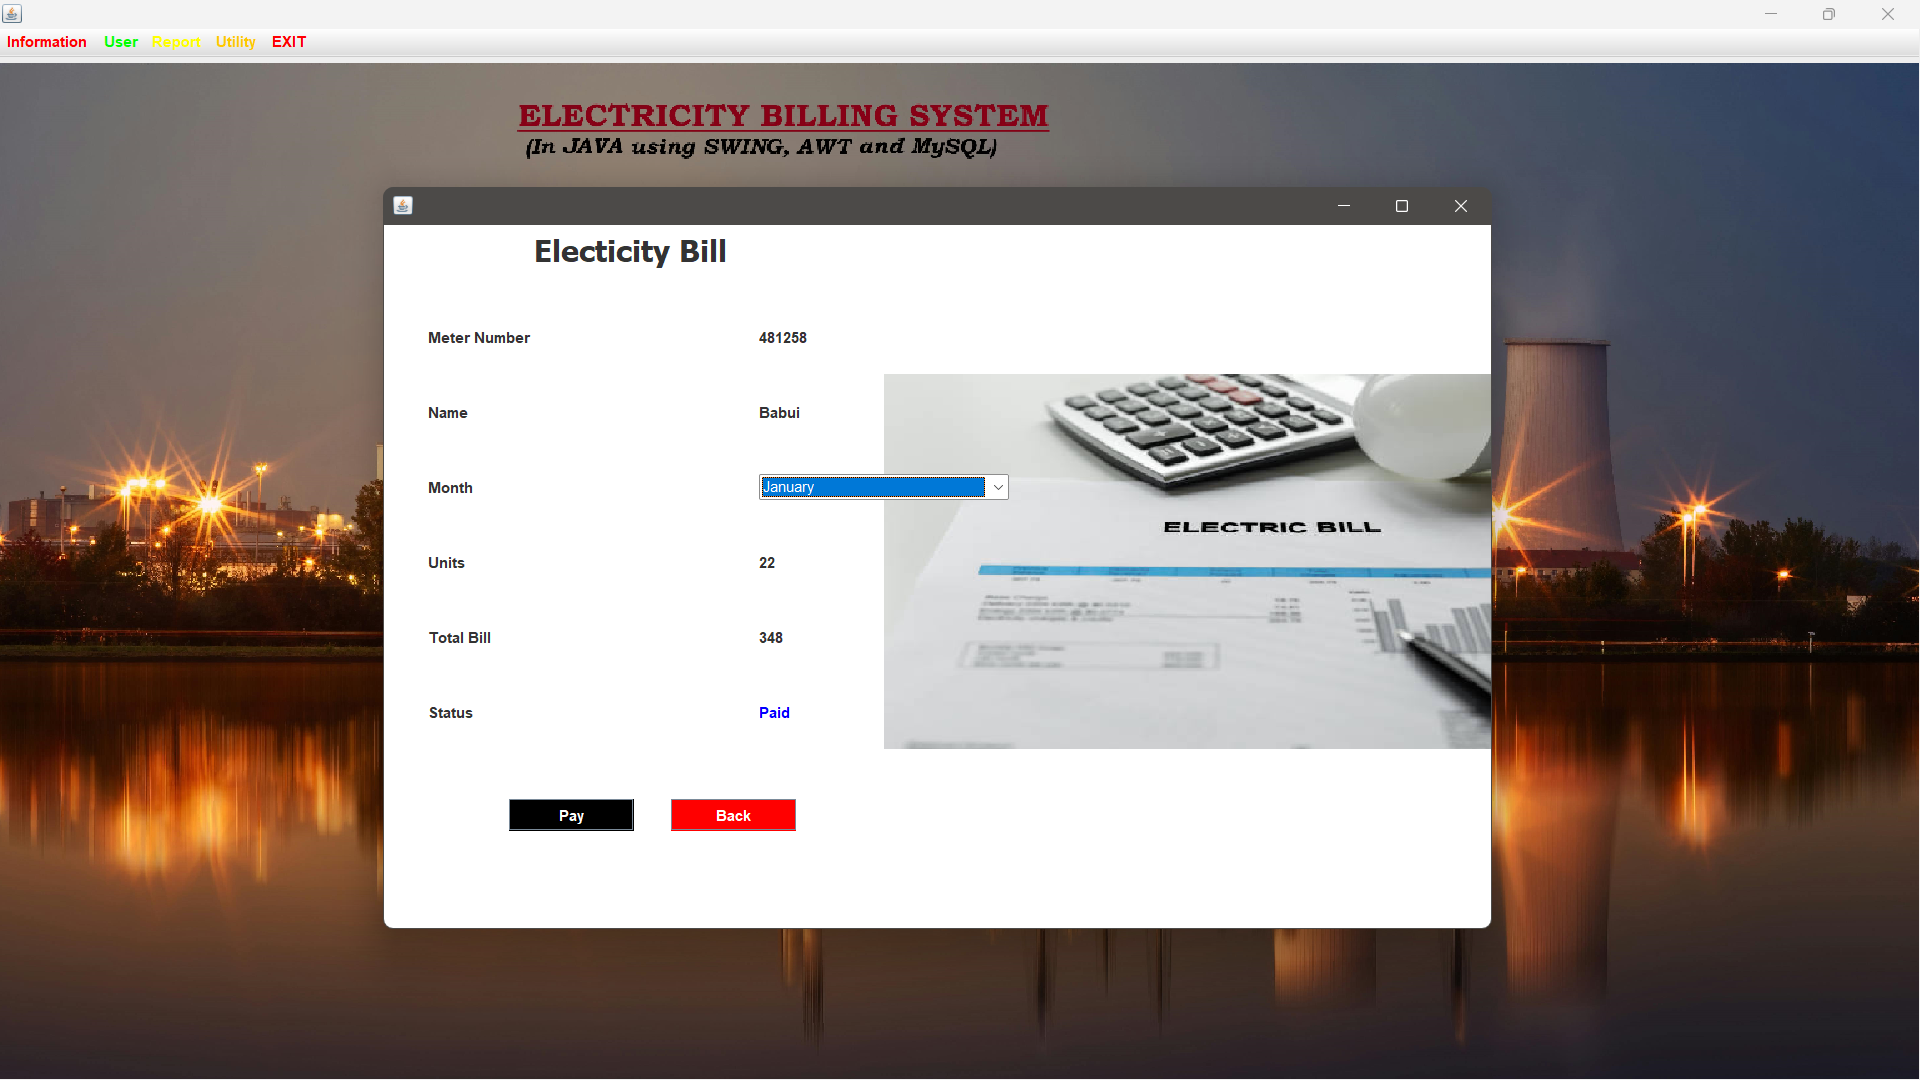 Information User Report Utility EXIT
ELECTRICITY BILLING SYSTEM
(In JAVA using SWING, AWT and MySQL)
Electicity Bill
Meter Number 481258
Name Babui
Month January
ELECTRIC BILL
Units 22
Total Bill 348
Status Paid
Pay Back